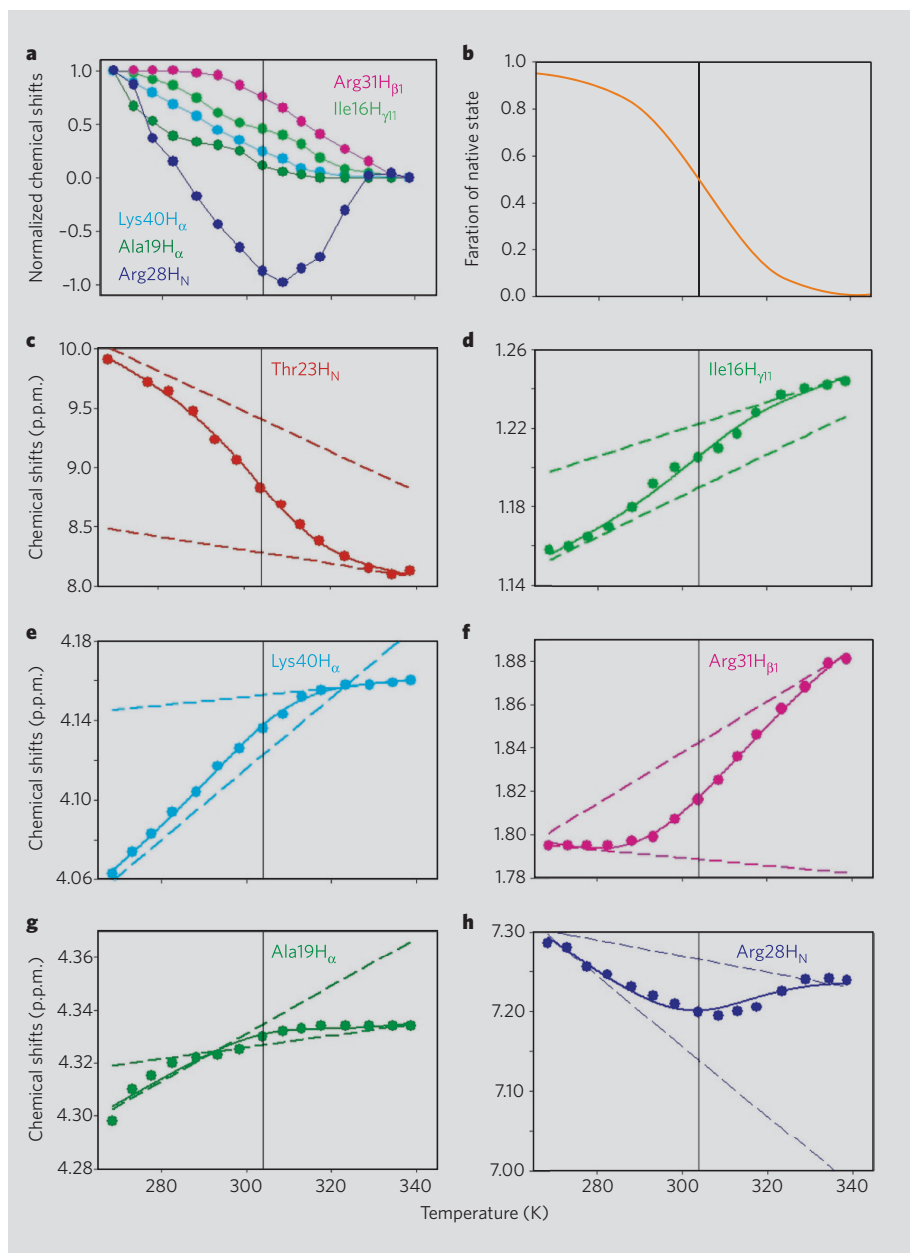 a
b
1.0
0.5
0.0
-0.5
-1.0
Normalized chemical shifts
Arg31Hβ1
Ile16Hγ11
Lys40Hα
Ala19Hα
Arg28HN
1.0
0.8
0.6
0.4
0.2
0.0
Faration of native state
c
d
10.0
9.5
9.0
8.5
8.0
Chemical shifts (p.p.m.)
Thr23HN
1.26
1.22
1.18
1.14
Ile16Hγ11
e
f
4.18
4.14
4.10
4.06
Chemical shifts (p.p.m.)
Lys40Hα
1.88
1.84
1.80
1.78
Arg31Hβ1
g
h
4.36
4.34
4.32
4.30
4.28
Chemical shifts (p.p.m.)
Ala19Hα
7.30
7.20
7.10
7.00
Arg28HN
280 300 320 340 280 300 320 340
Temperature (K)